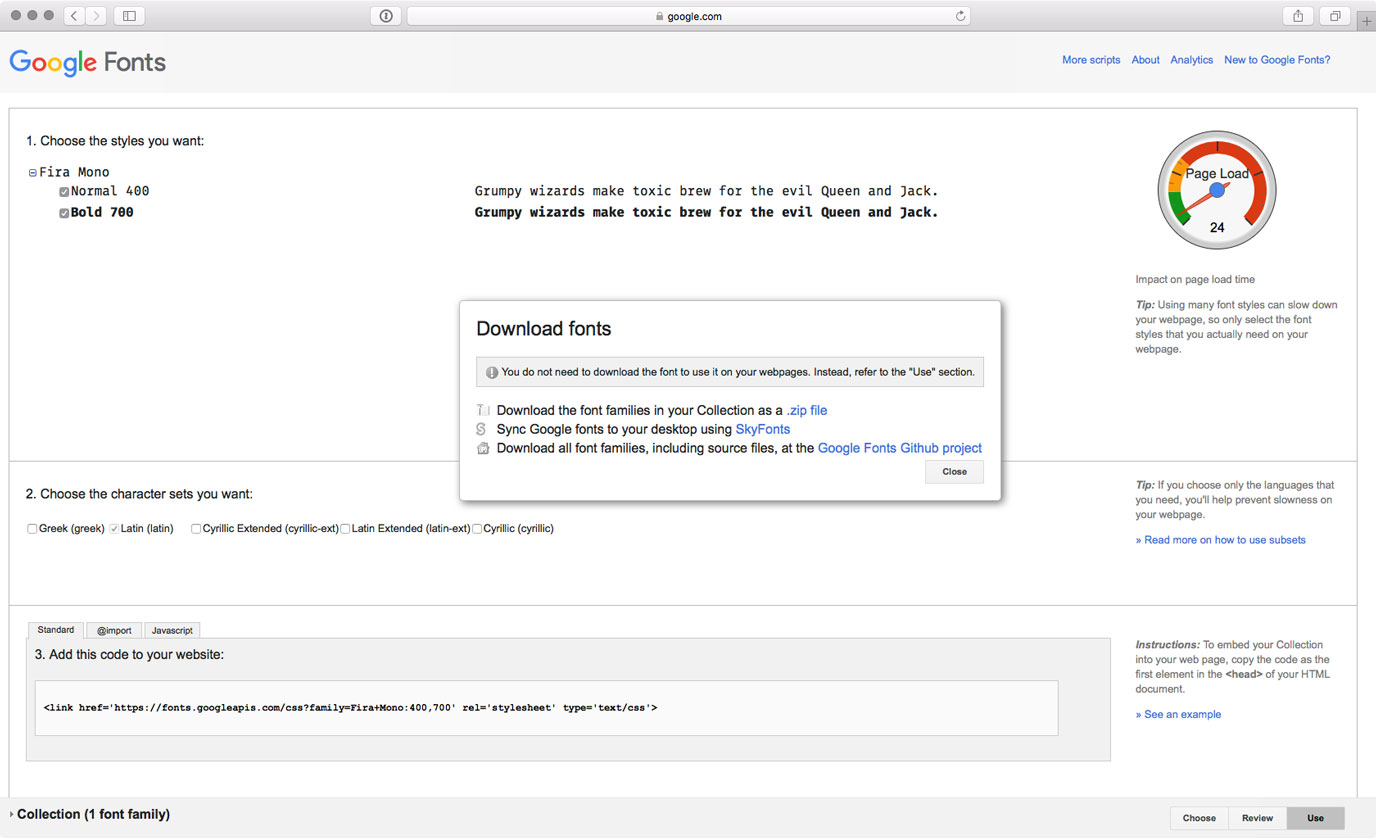 google.com
Google Fonts
More scripts About Analytics New to Google Fonts?
1. Choose the styles you want:
Fira Mono
Normal 400
Grumpy wizards make toxic brew for the evil Queen and Jack.
Bold 700
Grumpy wizards make toxic brew for the evil Queen and Jack.
Page Load
24
Impact on page load time
Tip: Using many font styles can slow down
your webpage, so only select the font
styles that you actually need on your
webpage.
Download fonts
You do not need to download the font to use it on your webpages. Instead, refer to the "Use" section.
Download the font families in your Collection as a .zip file
Sync Google fonts to your desktop using SkyFonts
Download all font families, including source files, at the Google Fonts Github project
Close
2. Choose the character sets you want:
Greek (greek) Latin (latin) Cyrillic Extended (cyrillic-ext) Latin Extended (latin-ext) Cyrillic (cyrillic)
Tip: If you choose only the languages that
you need, you'll help prevent slowness on
your webpage.
» Read more on how to use subsets
Standard @import Javascript
3. Add this code to your website:
<link href='https://fonts.googleapis.com/css?family=Fira+Mono:400,700' rel='stylesheet' type='text/css'>
Instructions: To embed your Collection
into your web page, copy the code as the
first element in the <head> of your HTML
document.
» See an example
Collection (1 font family)
Choose Review Use